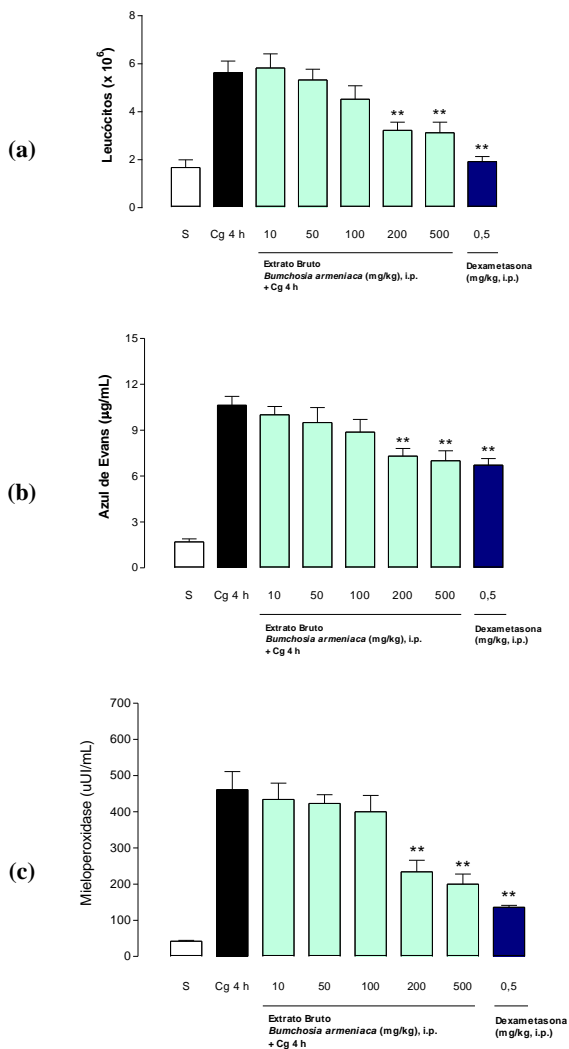 (a)
Leucócitos (x 10⁶)
8
6
4
2
0
**
**
**
S
Cg 4 h
10
50
100
200
500
0,5
Extrato Bruto
Bumchosia armeniaca (mg/kg), i.p.
+ Cg 4 h
Dexametasona
(mg/kg, i.p.)
(b)
Azul de Evans (µg/mL)
15
12
9
6
3
0
**
**
**
S
Cg 4 h
10
50
100
200
500
0,5
Extrato Bruto
Bumchosia armeniaca (mg/kg), i.p.
+ Cg 4 h
Dexametasona
(mg/kg, i.p.)
(c)
Mieloperoxidase (uUI/mL)
700
600
500
400
300
200
100
0
**
**
**
S
Cg 4 h
10
50
100
200
500
0,5
Extrato Bruto
Bumchosia armeniaca (mg/kg), i.p.
+ Cg 4 h
Dexametasona
(mg/kg, i.p.)